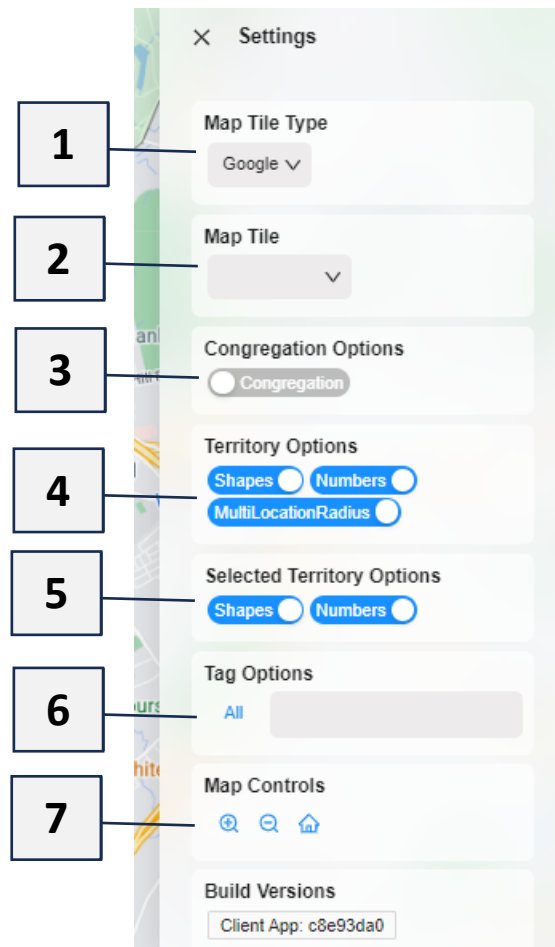 Settings
1
Map Tile Type
Google
2
Map Tile
3
Congregation Options
Congregation
4
Territory Options
Shapes Numbers
MultiLocationRadius
5
Selected Territory Options
Shapes Numbers
6
Tag Options
All
7
Map Controls
Build Versions
Client App: c8e93da0